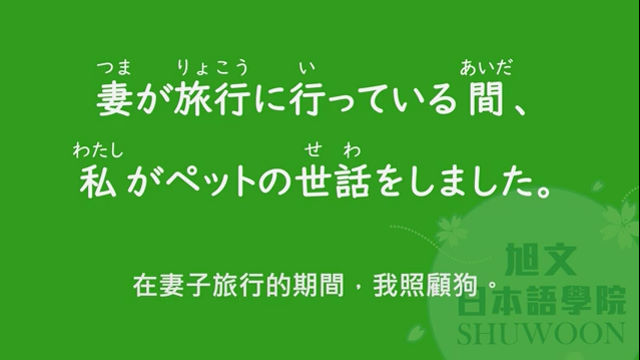 つま りょこう い あいだ
妻が旅行に行っている間、
わたし せ わ
私がペットの世話をしました。
在妻子旅行的期間，我照顧狗。
旭文
日本語學院
SHUWOON